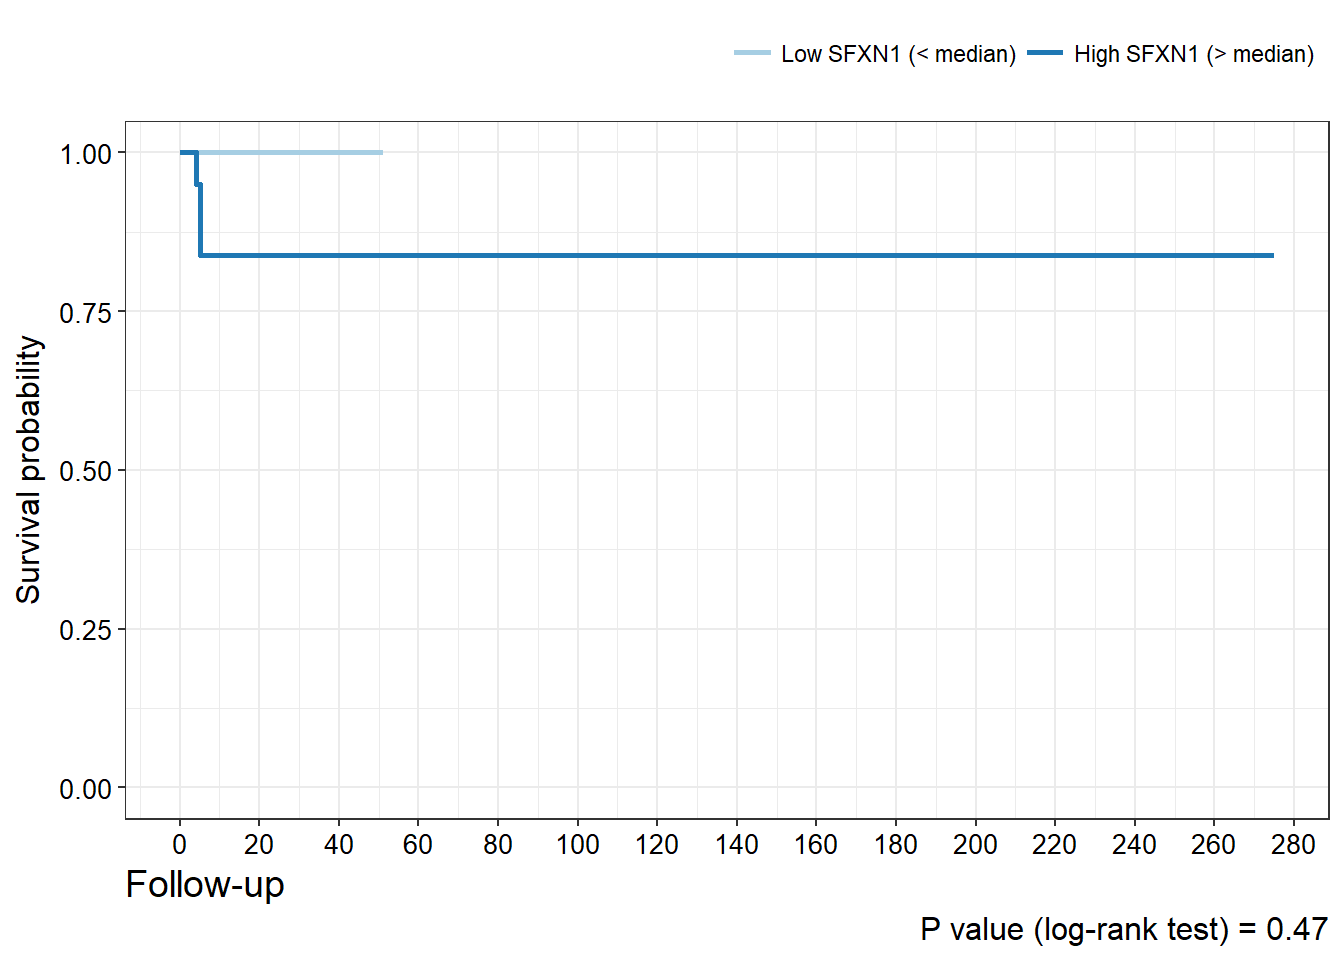 Low SFXN1 (< median) High SFXN1 (> median)
1.00
0.75
0.50
0.25
0.00
Survival probability
0 20 40 60 80 100 120 140 160 180 200 220 240 260 280
Follow-up
P value (log-rank test) = 0.47